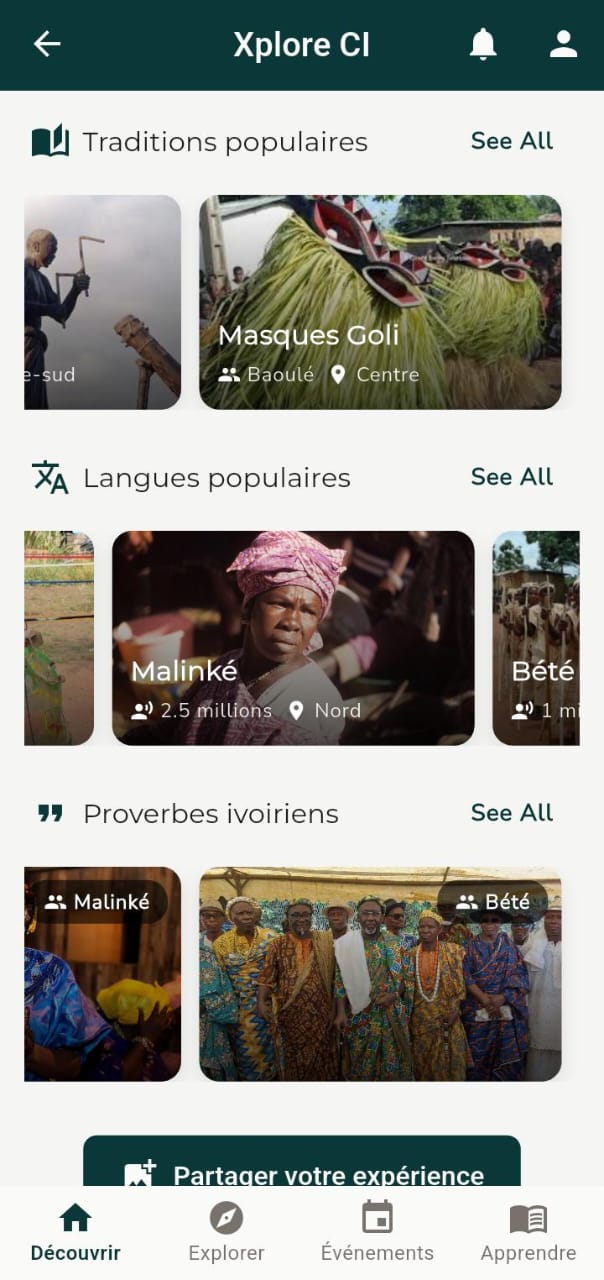 Xplore CI
Traditions populaires See All
e-sud
Masques Goli
Baoulé Centre
Langues populaires See All
Malinké
2.5 millions Nord
Bété
1 mi
Proverbes ivoiriens See All
Malinké
Bété
Partager votre expérience
Découvrir Explorer Événements Apprendre